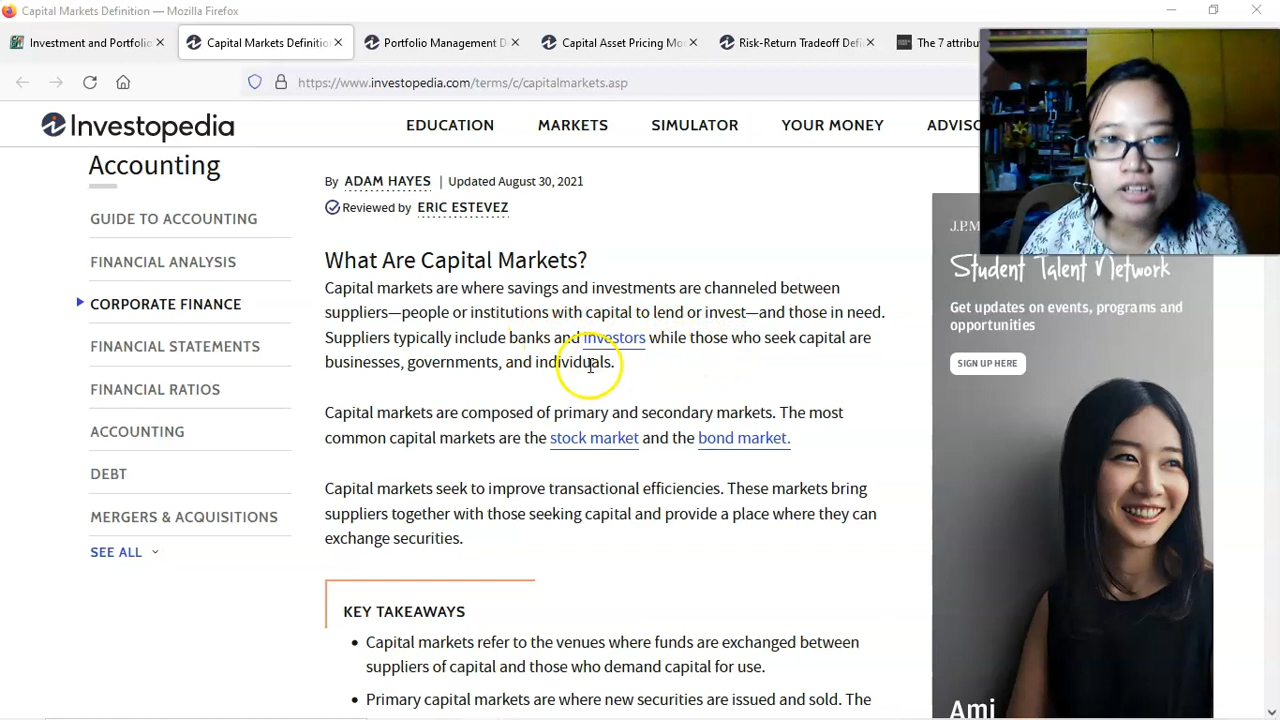 Capital Markets Definition — Mozilla Firefox
Investment and Portfolio
Capital Markets Definitio
Portfolio Management D
Capital Asset Pricing Mo
Risk-Return Tradeoff Defi
The 7 attribu
https://www.investopedia.com/terms/c/capitalmarkets.asp
Investopedia
EDUCATION
MARKETS
SIMULATOR
YOUR MONEY
ADVISO
Accounting
GUIDE TO ACCOUNTING
FINANCIAL ANALYSIS
CORPORATE FINANCE
FINANCIAL STATEMENTS
FINANCIAL RATIOS
ACCOUNTING
DEBT
MERGERS & ACQUISITIONS
SEE ALL
By ADAM HAYES | Updated August 30, 2021
Reviewed by ERIC ESTEVEZ
What Are Capital Markets?
Capital markets are where savings and investments are channeled between
suppliers—people or institutions with capital to lend or invest—and those in need.
Suppliers typically include banks and investors while those who seek capital are
businesses, governments, and individuals.
Capital markets are composed of primary and secondary markets. The most
common capital markets are the stock market and the bond market.
Capital markets seek to improve transactional efficiencies. These markets bring
suppliers together with those seeking capital and provide a place where they can
exchange securities.
KEY TAKEAWAYS
• Capital markets refer to the venues where funds are exchanged between
suppliers of capital and those who demand capital for use.
• Primary capital markets are where new securities are issued and sold. The
J.P.M
Student Talent Network
Get updates on events, programs and
opportunities
SIGN UP HERE
Ami